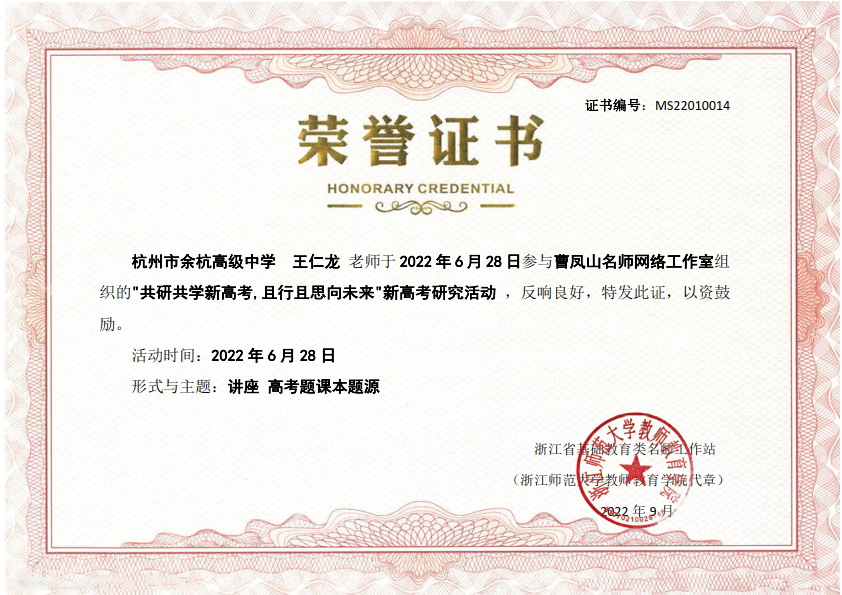 证书编号：MS22010014
荣誉证书
HONORARY CREDENTIAL
杭州市余杭高级中学 王仁龙 老师于 2022 年 6 月 28 日参与曹凤山名师网络工作室组
织的"共研共学新高考,且行且思向未来"新高考研究活动 ，反响良好，特发此证，以资鼓
励。
活动时间：2022 年 6 月 28 日
形式与主题：讲座 高考题课本题源
浙江省基础教育类名师工作站
（浙江师范大学教师教育学院代章）
2022 年 9 月
浙江师范大学教师教育学院